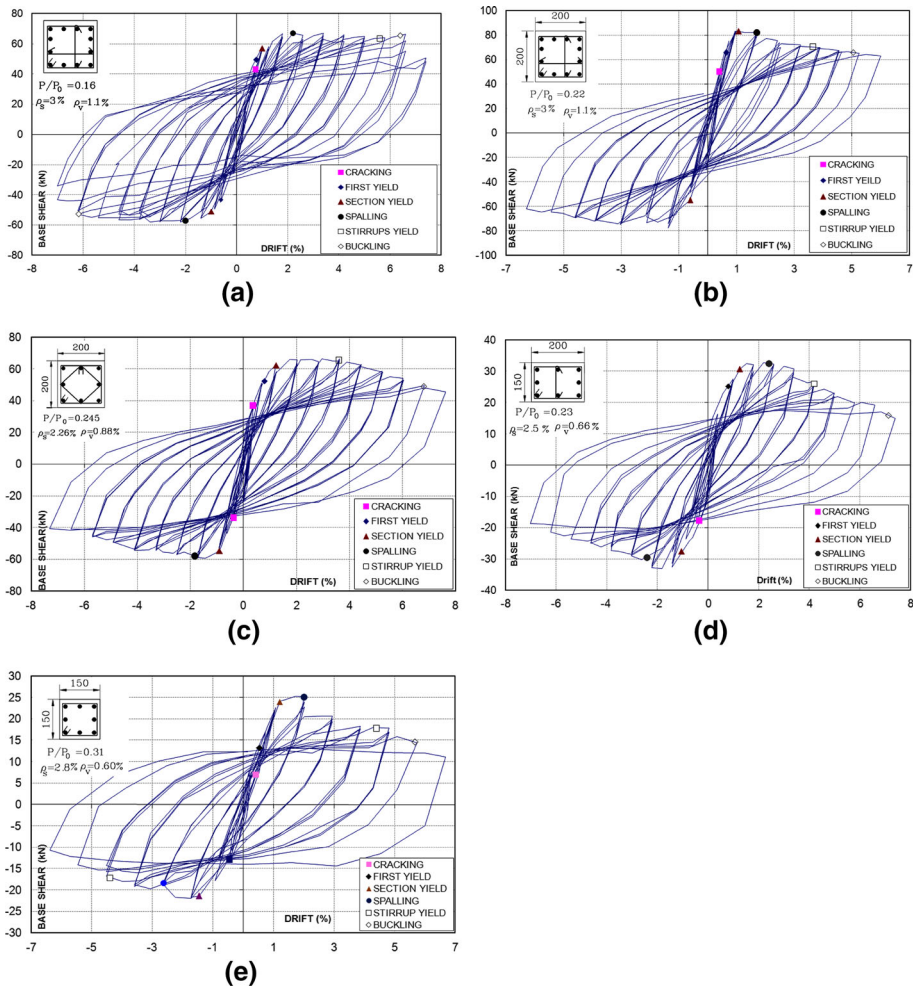 (a)
80
60
40
20
0
-20
-40
-60
-80
BASE SHEAR (kN)
P/P0 =0.16
ρs=3% ρv=1.1%
CRACKING
FIRST YIELD
SECTION YIELD
SPALLING
STIRRUPS YIELD
BUCKLING
DRIFT (%)
-8 -6 -4 -2 0 2 4 6 8
(b)
100
80
60
40
20
0
-20
-40
-60
-80
-100
BASE SHEAR (kN)
200
200
P/P0 =0.22
ρs=3% ρv=1.1%
CRACKING
FIRST YIELD
SECTION YIELD
SPALLING
STIRRUPS YIELD
BUCKLING
DRIFT (%)
-7 -5 -3 -1 1 3 5 7
(c)
80
60
40
20
0
-20
-40
-60
-80
BASE SHEAR(kN)
200
200
P/P0=0.245
ρs=2.26% ρv=0.88%
CRACKING
FIRST YIELD
SECTION YIELD
SPALLING
STIRRUP YIELD
BUCKLING
DRIFT (%)
-8 -6 -4 -2 0 2 4 6 8
(d)
40
30
20
10
0
-10
-20
-30
-40
BASE SHEAR (kN)
200
150
P/P0=0.23
ρs=2.5 % ρv=0.66%
CRACKING
FIRST YIELD
SECTION YIELD
SPALLING
STIRRUPS YIELD
BUCKLING
Drift (%)
-8 -6 -4 -2 0 2 4 6 8
(e)
30
25
20
15
10
5
0
-5
-10
-15
-20
-25
-30
BASE SHEAR (kN)
150
150
P/P0 =0.31
ρs=2.8% ρv=0.60%
CRACKING
FIRST YIELD
SECTION YIELD
SPALLING
STIRRUP YIELD
BUCKLING
DRIFT (%)
-7 -5 -3 -1 1 3 5 7